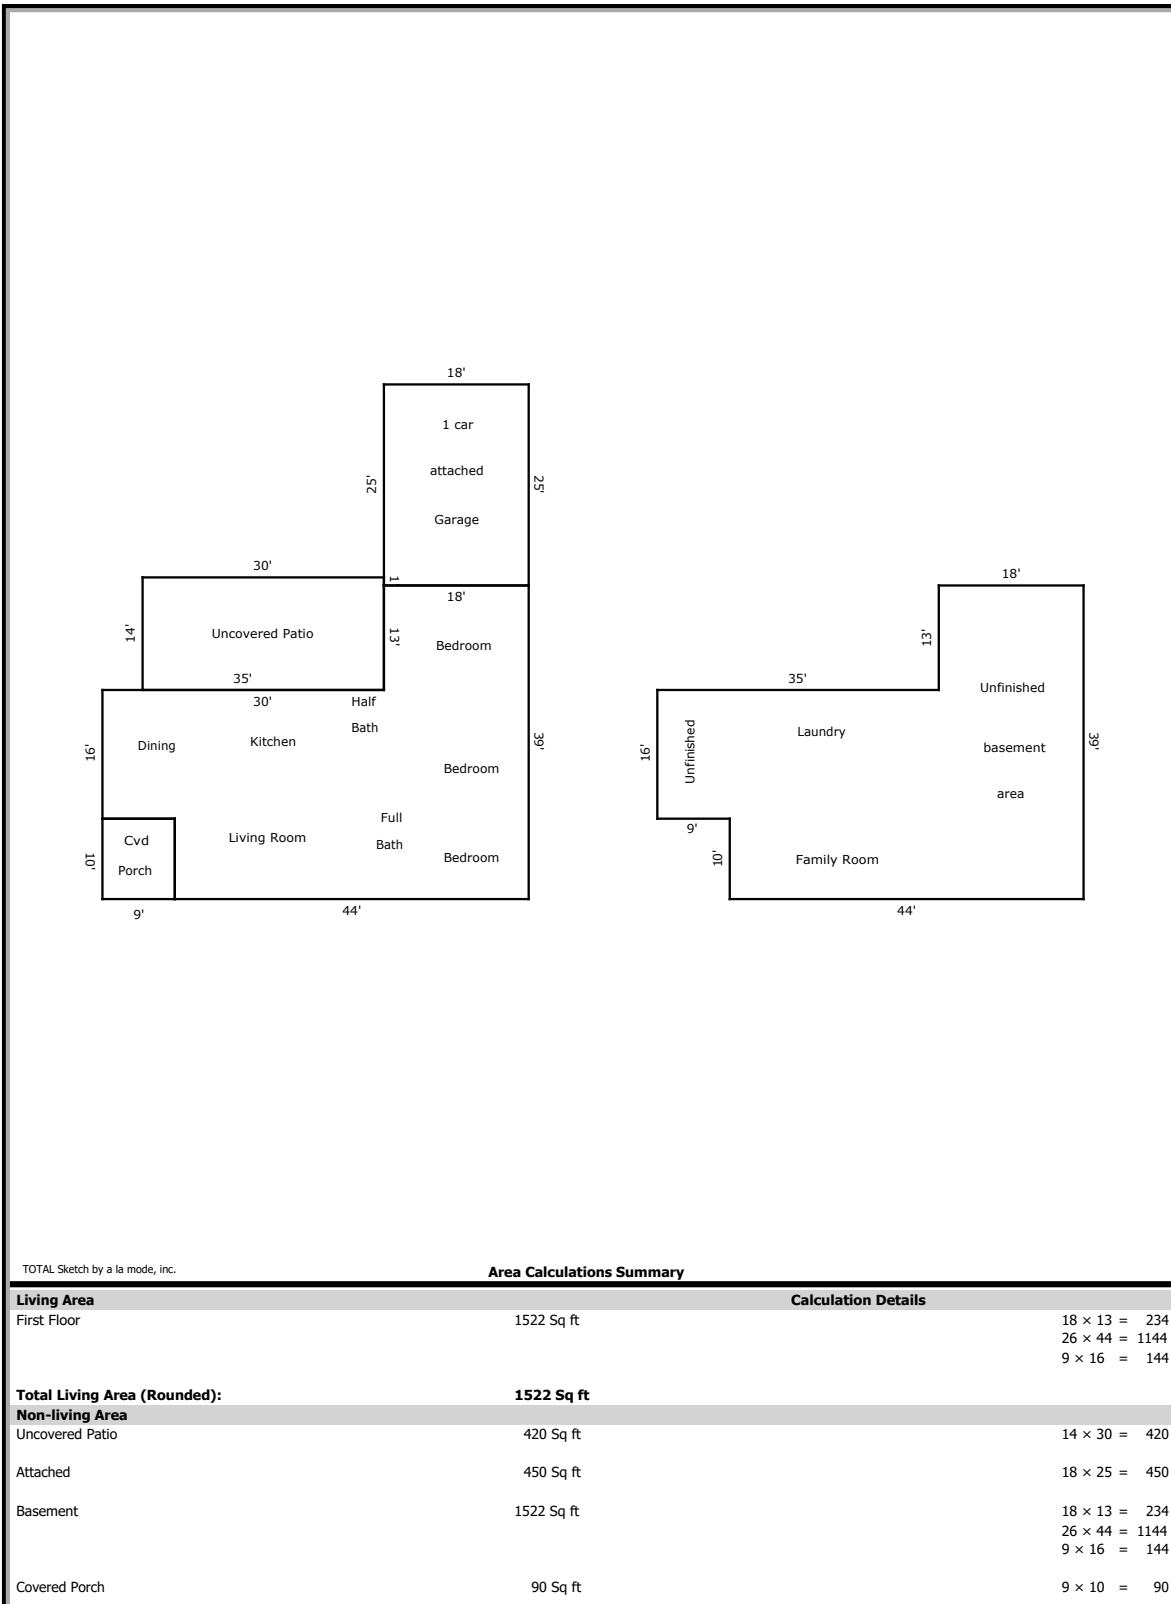 18'
1 car
25'
attached
25'
Garage
30'
1'
18'
18'
14'
Uncovered Patio
13'
Bedroom
13'
35'
30'
Half
Bath
35'
Unfinished
16'
Dining
Kitchen
39'
16'
Unfinished
Laundry
basement
39'
Bedroom
area
Full
Bath
Cvd
Porch
10'
Living Room
Bedroom
9'
10'
Family Room
9'
44'
44'
TOTAL Sketch by a la mode, inc.
Area Calculations Summary
Living Area Calculation Details
First Floor 1522 Sq ft 18 × 13 = 234
26 × 44 = 1144
9 × 16 = 144
Total Living Area (Rounded): 1522 Sq ft
Non-living Area
Uncovered Patio 420 Sq ft 14 × 30 = 420
Attached 450 Sq ft 18 × 25 = 450
Basement 1522 Sq ft 18 × 13 = 234
26 × 44 = 1144
9 × 16 = 144
Covered Porch 90 Sq ft 9 × 10 = 90